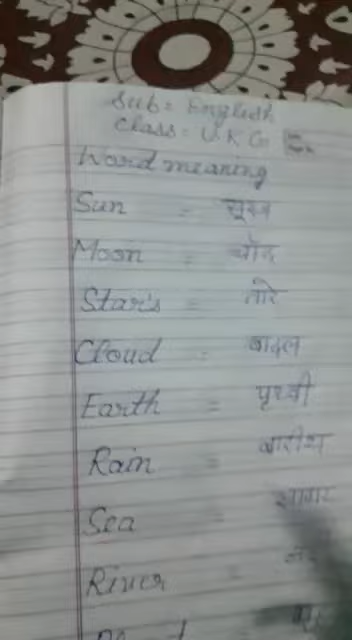 Sub = English
Class = U.K.G
Word meaning
Sun = सूरज
Moon = चाँद
Star's = तारे
Cloud = बादल
Earth = पृथ्वी
Rain = बारीश
Sea = सागर
River =